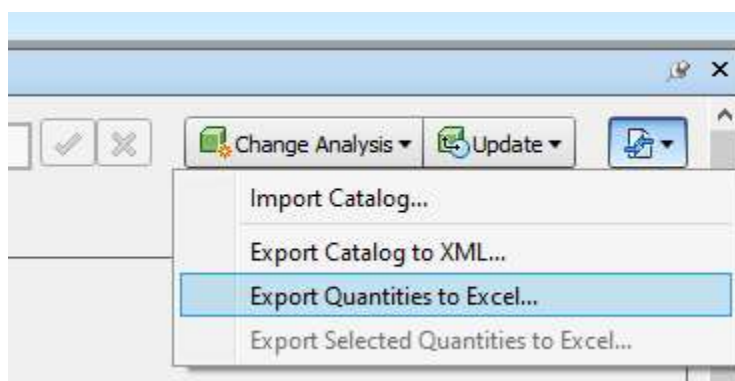 Change Analysis Update
Import Catalog...
Export Catalog to XML...
Export Quantities to Excel...
Export Selected Quantities to Excel...